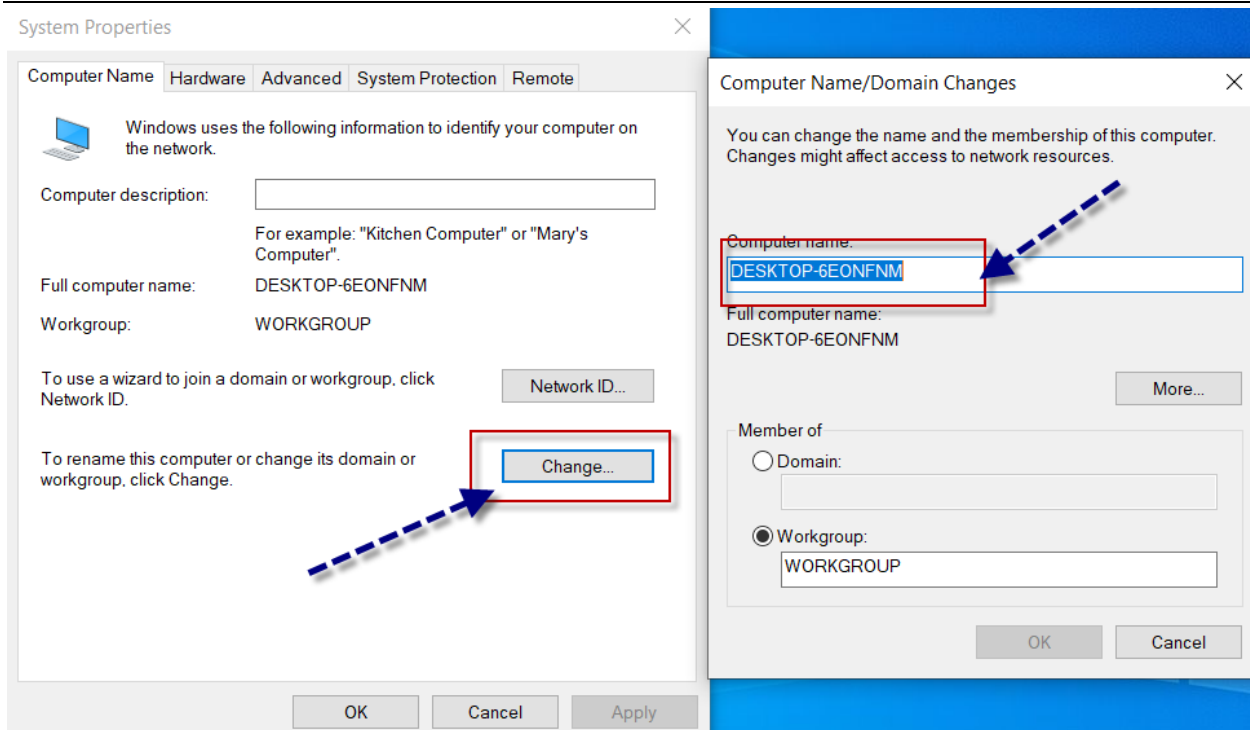 System Properties
Computer Name Hardware Advanced System Protection Remote
Windows uses the following information to identify your computer on
the network.
Computer description:
For example: "Kitchen Computer" or "Mary's
Computer".
Full computer name: DESKTOP-6EONFNM
Workgroup: WORKGROUP
To use a wizard to join a domain or workgroup, click
Network ID.
Network ID...
To rename this computer or change its domain or
workgroup, click Change.
Change...
OK Cancel Apply
Computer Name/Domain Changes
You can change the name and the membership of this computer.
Changes might affect access to network resources.
Computer name:
DESKTOP-6EONFNM
Full computer name:
DESKTOP-6EONFNM
More...
Member of
Domain:
Workgroup:
WORKGROUP
OK Cancel